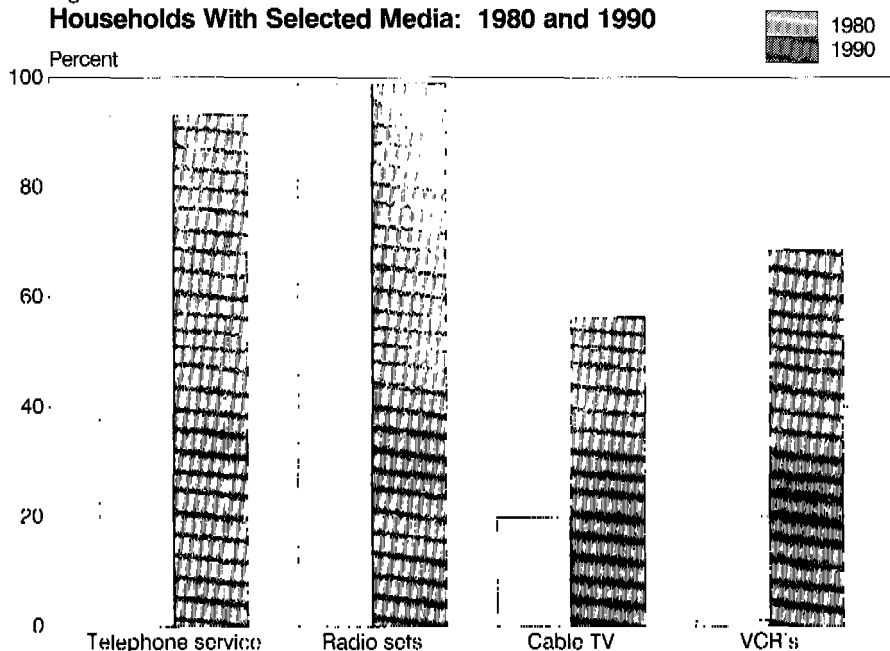 Households With Selected Media: 1980 and 1990
1980
1990
Percent
100
80
60
40
20
0
Telephone service
Radio sets
Cable TV
VCR's